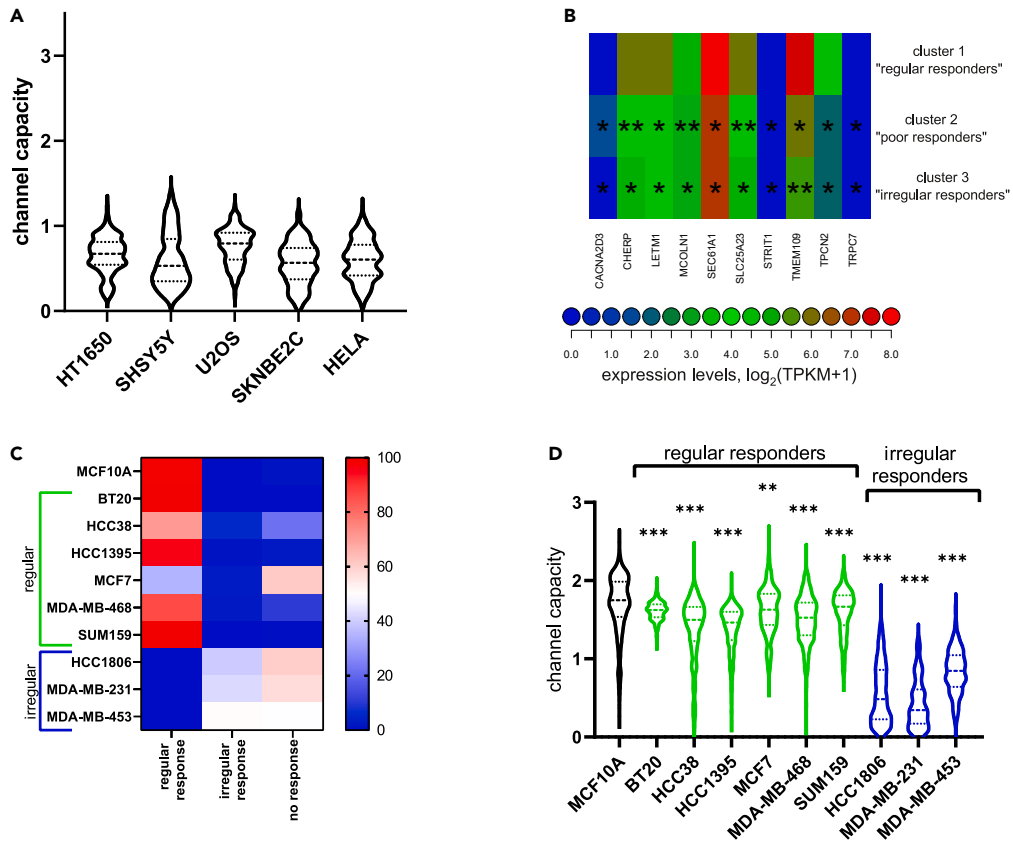 A
channel capacity
3
2
1
0
HT1650
SHSY5Y
U2OS
SKNBE2C
HELA
B
cluster 1
"regular responders"
* ** * ** * ** * * * *
cluster 2
"poor responders"
* * * * * * * ** * *
cluster 3
"irregular responders"
CACNA2D3
CHERP
LETM1
MCOLN1
SEC61A1
SLC25A23
STRIT1
TMEM109
TPCN2
TRPC7
0.0 1.0 2.0 3.0 4.0 5.0 6.0 7.0 8.0
expression levels, log2(TPKM+1)
C
regular
irregular
MCF10A
BT20
HCC38
HCC1395
MCF7
MDA-MB-468
SUM159
HCC1806
MDA-MB-231
MDA-MB-453
regular
response
irregular
response
no response
100
80
60
40
20
0
D
regular responders
irregular
responders
channel capacity
3
2
1
0
*** *** *** ** *** *** *** *** ***
MCF10A
BT20
HCC38
HCC1395
MCF7
MDA-MB-468
SUM159
HCC1806
MDA-MB-231
MDA-MB-453